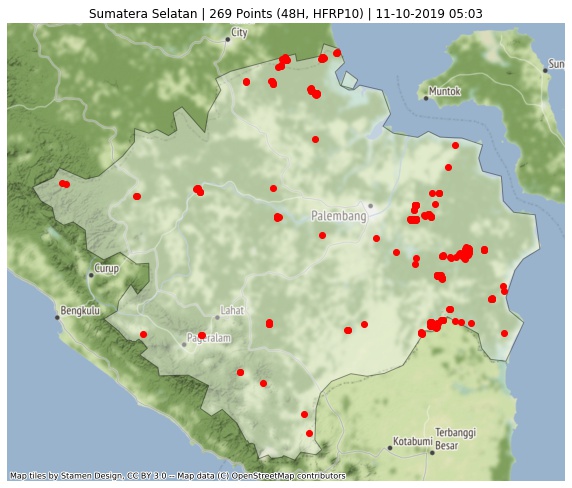 Sumatera Selatan | 269 Points (48H, HFRP10) | 11-10-2019 05:03
City
Sun
Muntok
Palembang
Curup
Bengkulu
Lahat
Pageralam
Terbanggi
Besar
Kotabumi
Map tiles by Stamen Design, CC BY 3.0 -- Map data (C) OpenStreetMap contributors